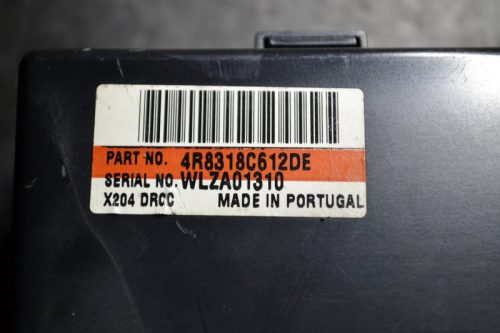 PART NO. 4R8318C612DE
SERIAL NO. WLZA01310
X204 DRCC MADE IN PORTUGAL